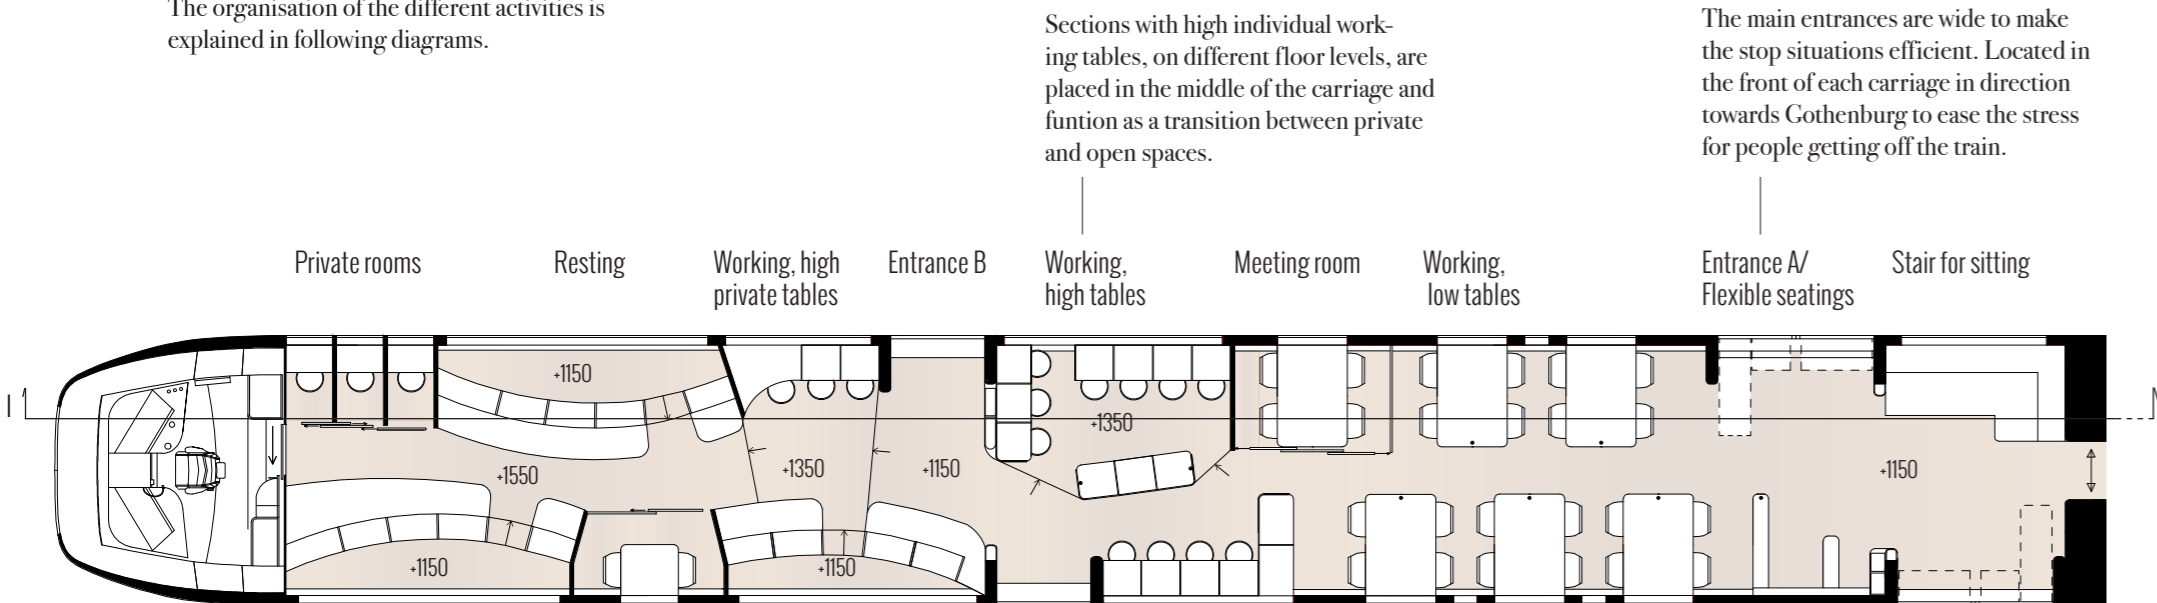 The organisation of the different activities is
explained in following diagrams.
Sections with high individual work-
ing tables, on different floor levels, are
placed in the middle of the carriage and
funtion as a transition between private
and open spaces.
The main entrances are wide to make
the stop situations efficient. Located in
the front of each carriage in direction
towards Gothenburg to ease the stress
for people getting off the train.
Private rooms
Resting
Working, high
private tables
Entrance B
Working,
high tables
Meeting room
Working,
low tables
Entrance A/
Flexible seatings
Stair for sitting
+1150
+1350
+1550
+1350
+1150
+1150
+1150
+1150